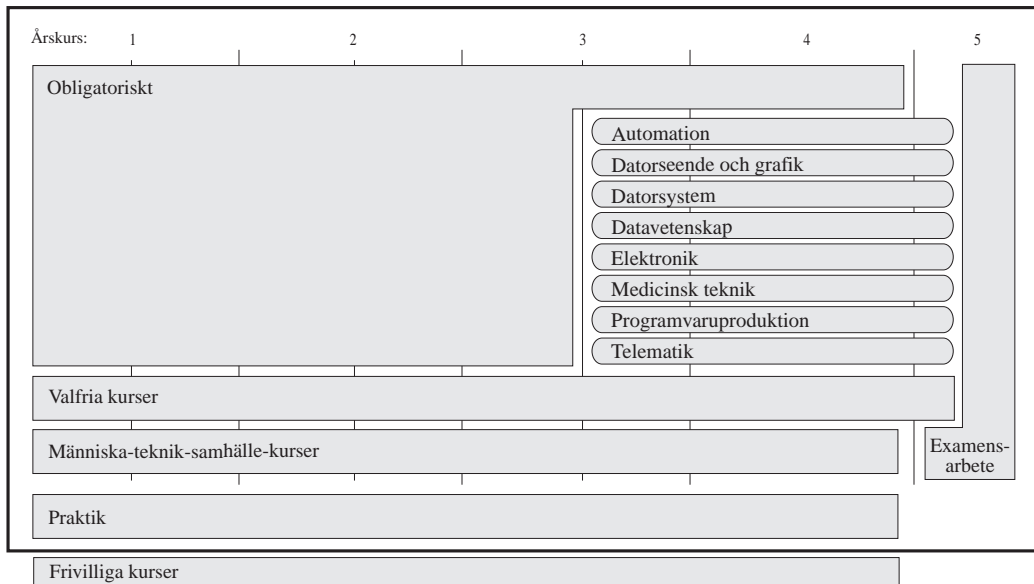 Årskurs: 1 2 3 4 5
Obligatoriskt
Automation
Datorseende och grafik
Datorsystem
Datavetenskap
Elektronik
Medicinsk teknik
Programvaruproduktion
Telematik
Valfria kurser
Människa-teknik-samhälle-kurser
Examens-
arbete
Praktik
Frivilliga kurser